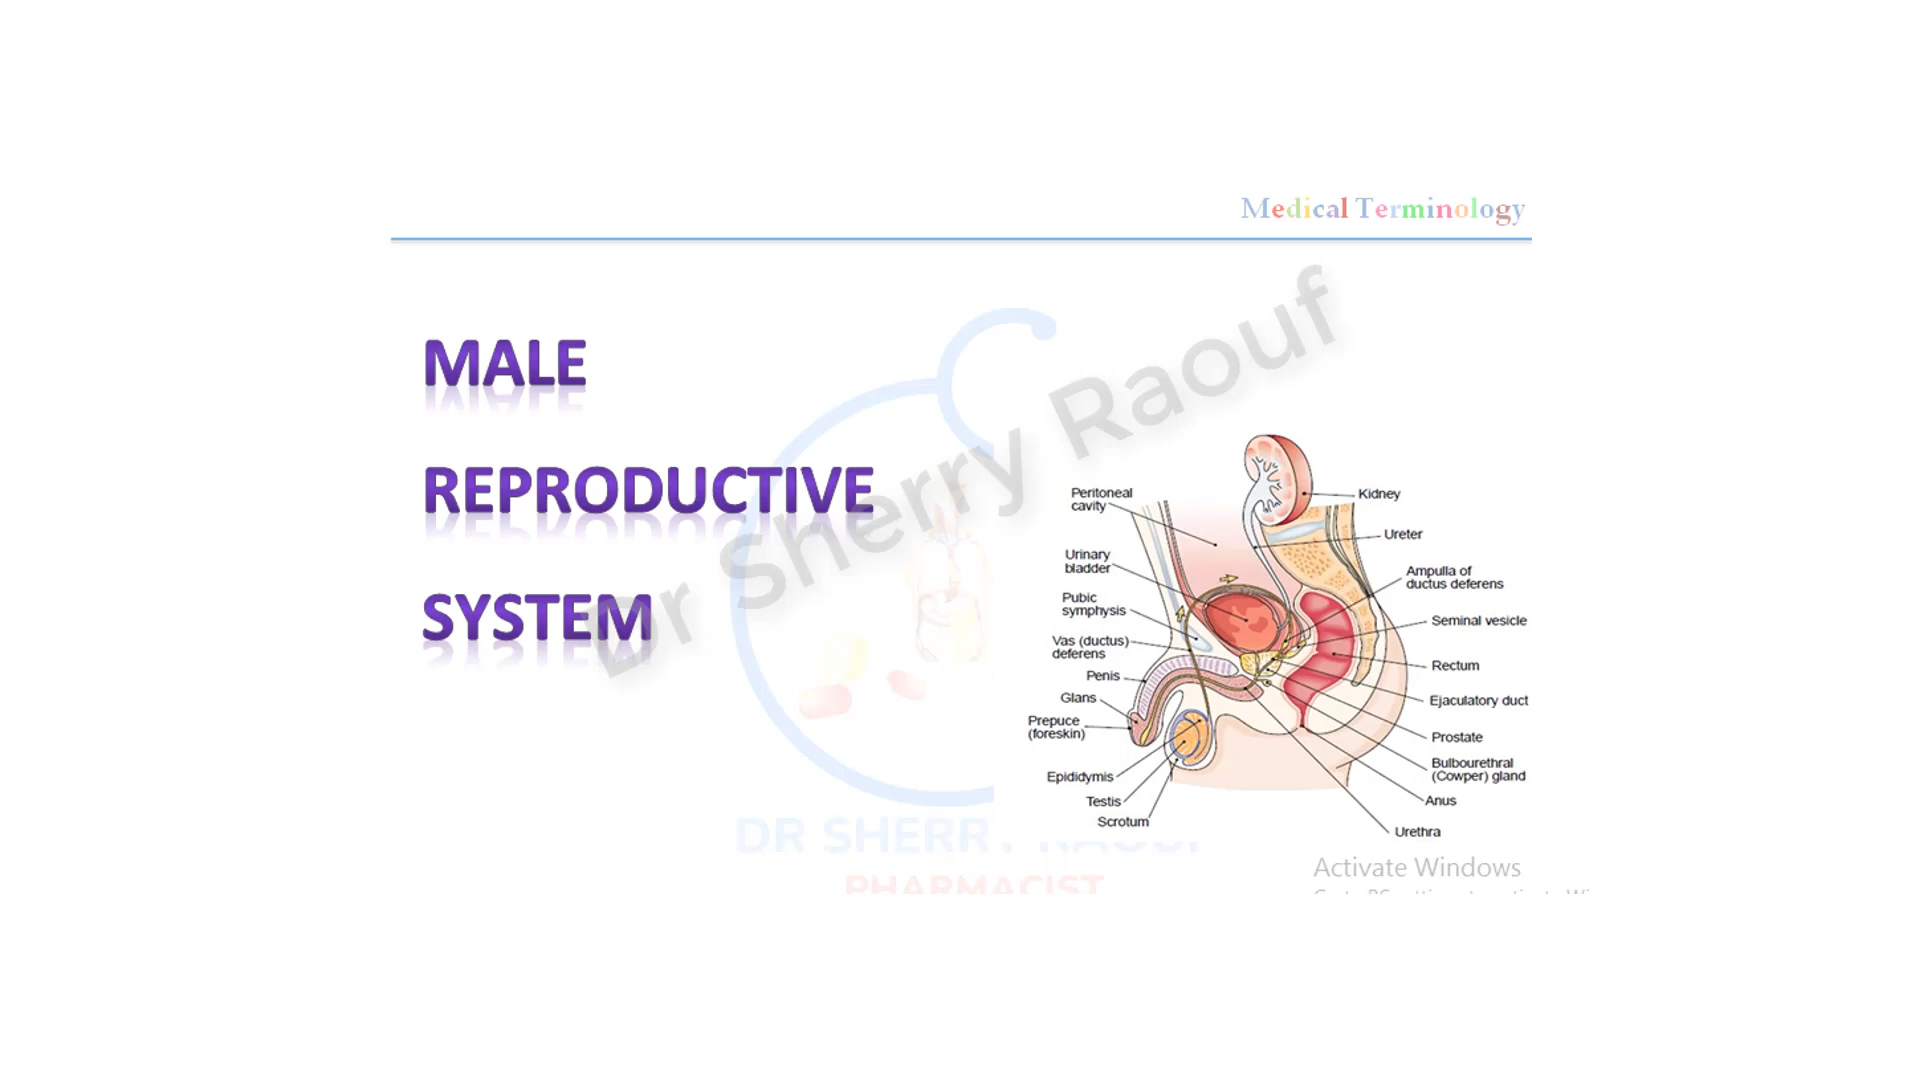 Medical Terminology
MALE
REPRODUCTIVE
SYSTEM
Dr Sherry Raouf
Peritoneal
cavity
Urinary
bladder
Pubic
symphysis
Vas (ductus)
deferens
Penis
Glans
Prepuce
(foreskin)
Epididymis
Testis
Scrotum
Kidney
Ureter
Ampulla of
ductus deferens
Seminal vesicle
Rectum
Ejaculatory duct
Prostate
Bulbourethral
(Cowper) gland
Anus
Urethra
DR SHERRY RAOUF
PHARMACIST
Activate Windows